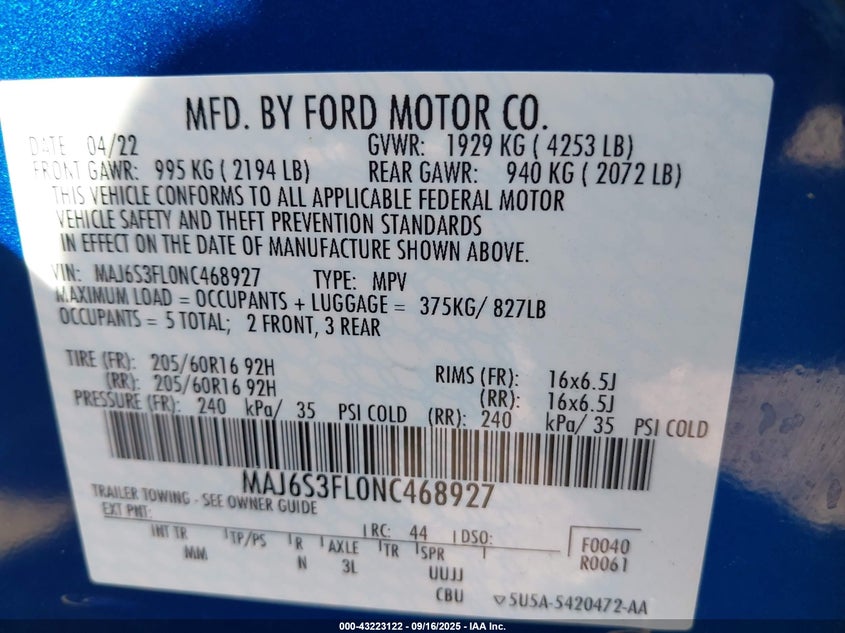 MFD. BY FORD MOTOR CO.
DATE 04/22 GVWR: 1929 KG ( 4253 LB)
FRONT GAWR: 995 KG ( 2194 LB) REAR GAWR: 940 KG ( 2072 LB)
THIS VEHICLE CONFORMS TO ALL APPLICABLE FEDERAL MOTOR
VEHICLE SAFETY AND THEFT PREVENTION STANDARDS
IN EFFECT ON THE DATE OF MANUFACTURE SHOWN ABOVE.
VIN: MAJ6S3FL0NC468927 TYPE: MPV
MAXIMUM LOAD = OCCUPANTS + LUGGAGE = 375KG/ 827LB
OCCUPANTS = 5 TOTAL; 2 FRONT, 3 REAR
TIRE (FR): 205/60R16 92H RIMS (FR): 16x6.5J
(RR): 205/60R16 92H (RR): 16x6.5J
PRESSURE (FR): 240 kPa/ 35 PSI COLD (RR): 240 kPa/ 35 PSI COLD
MAJ6S3FL0NC468927
TRAILER TOWING - SEE OWNER GUIDE
EXT PNT: RC: 44 DSO: F0040
INT TR TP/PS R AXLE TR SPR R0061
MM N 3L UUJJ
CBU 5U5A-5420472-AA
000-43223122 - 09/16/2025 - IAA Inc.